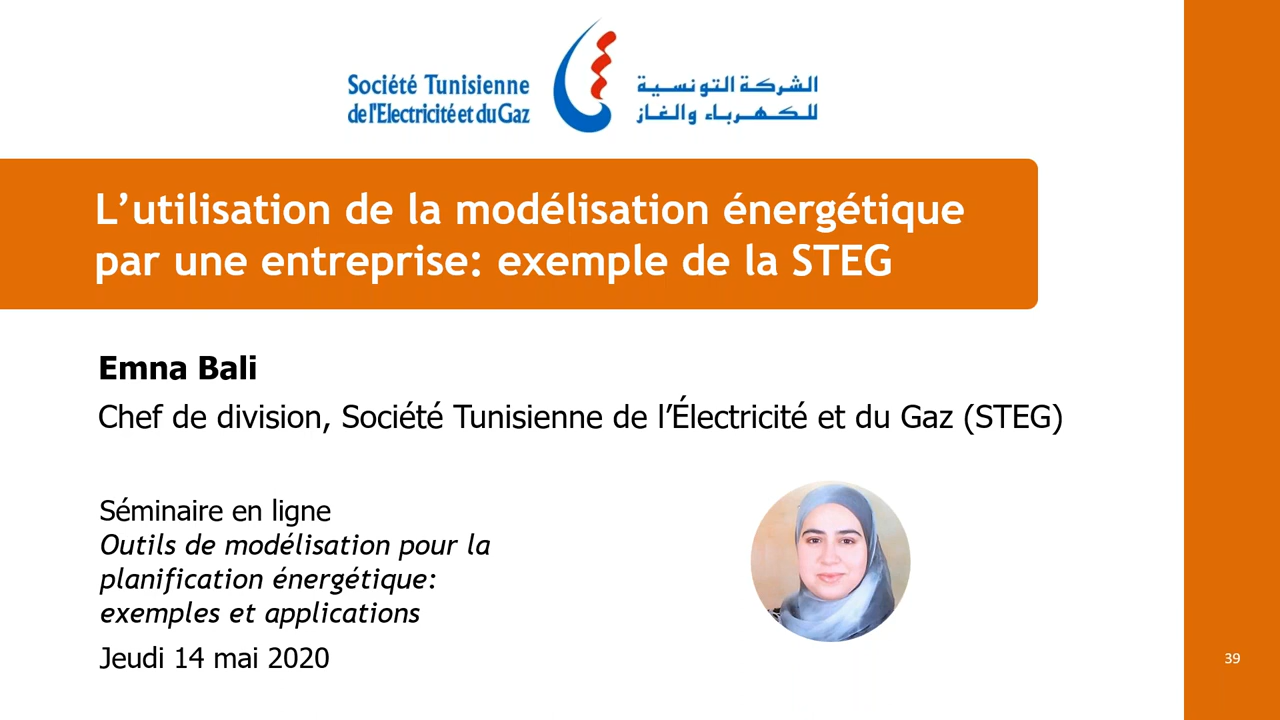 Société Tunisienne
de l'Electricité et du Gaz
الشركة التونسية
للكهرباء والغاز
L’utilisation de la modélisation énergétique
par une entreprise: exemple de la STEG
Emna Bali
Chef de division, Société Tunisienne de l’Électricité et du Gaz (STEG)
Séminaire en ligne
Outils de modélisation pour la
planification énergétique:
exemples et applications
Jeudi 14 mai 2020
39